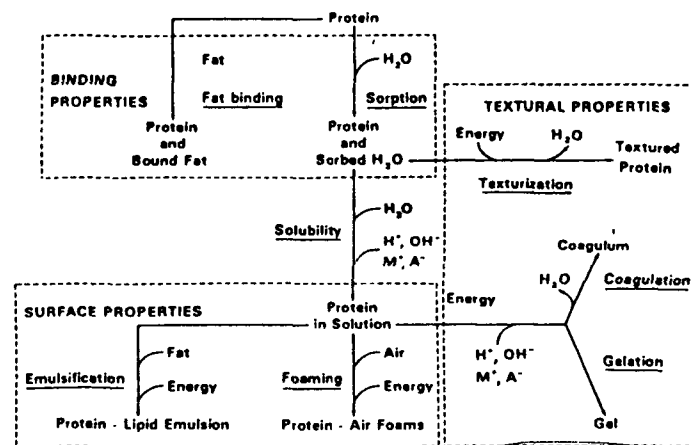 Protein
BINDING
PROPERTIES
Fat
Fat binding
H₂O
Sorption
Protein
and
Bound Fat
Protein
and
Sorbed H₂O
TEXTURAL PROPERTIES
Energy
H₂O
Textured
Protein
Texturization
Solubility
H₂O
H⁺, OH⁻
M⁺, A⁻
Coagulum
H₂O
Coagulation
SURFACE PROPERTIES
Protein
in Solution
Energy
H⁺, OH⁻
M⁺, A⁻
Gelation
Gel
Emulsification
Fat
Energy
Foaming
Air
Energy
Protein - Lipid Emulsion
Protein - Air Foams